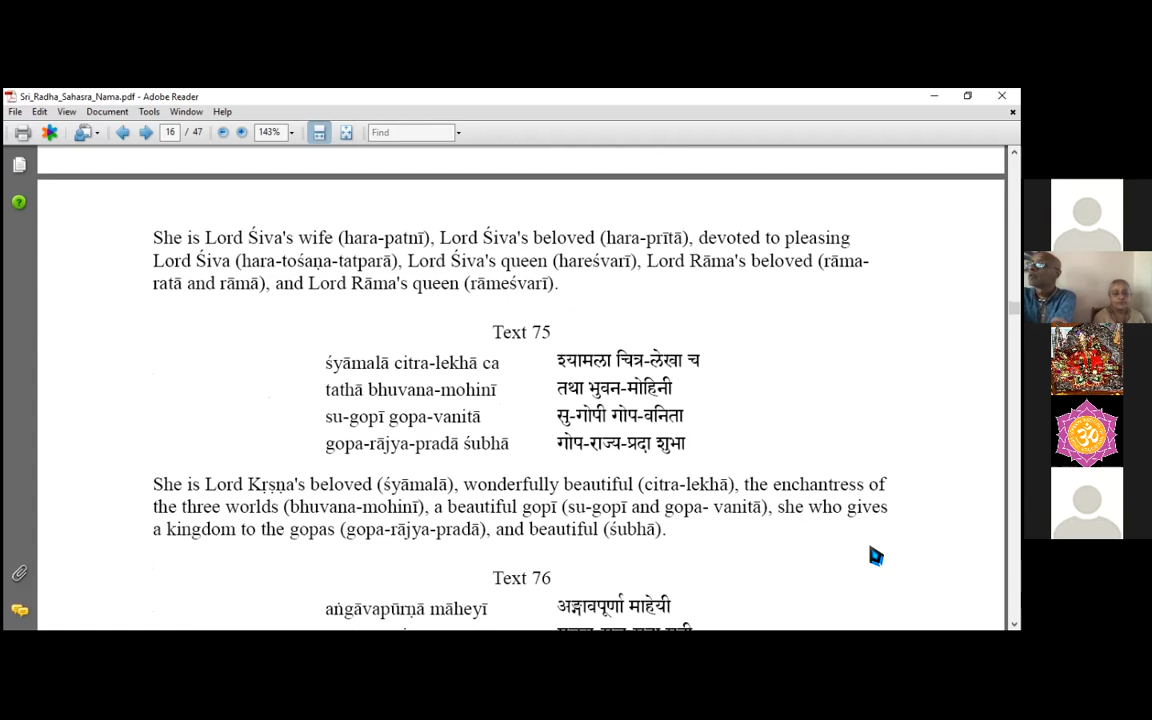 Sri_Radha_Sahasra_Nama.pdf - Adobe Reader
File Edit View Document Tools Window Help
16 / 47 143% Find
She is Lord Śiva's wife (hara-patnī), Lord Śiva's beloved (hara-prītā), devoted to pleasing
Lord Śiva (hara-tośaṇa-tatparā), Lord Śiva's queen (hareśvarī), Lord Rāma's beloved (rāma-
ratā and rāmā), and Lord Rāma's queen (rāmeśvarī).
Text 75
śyāmalā citra-lekhā ca श्यामला चित्र-लेखा च
tathā bhuvana-mohinī तथा भुवन-मोहिनी
su-gopī gopa-vanitā सु-गोपी गोप-वनिता
gopa-rājya-pradā śubhā गोप-राज्य-प्रदा शुभा
She is Lord Kṛṣṇa's beloved (śyāmalā), wonderfully beautiful (citra-lekhā), the enchantress of
the three worlds (bhuvana-mohinī), a beautiful gopī (su-gopī and gopa- vanitā), she who gives
a kingdom to the gopas (gopa-rājya-pradā), and beautiful (śubhā).
Text 76
aṅgāvapūrṇā māheyī अङ्गावपूर्णा माहेयी
ॐ